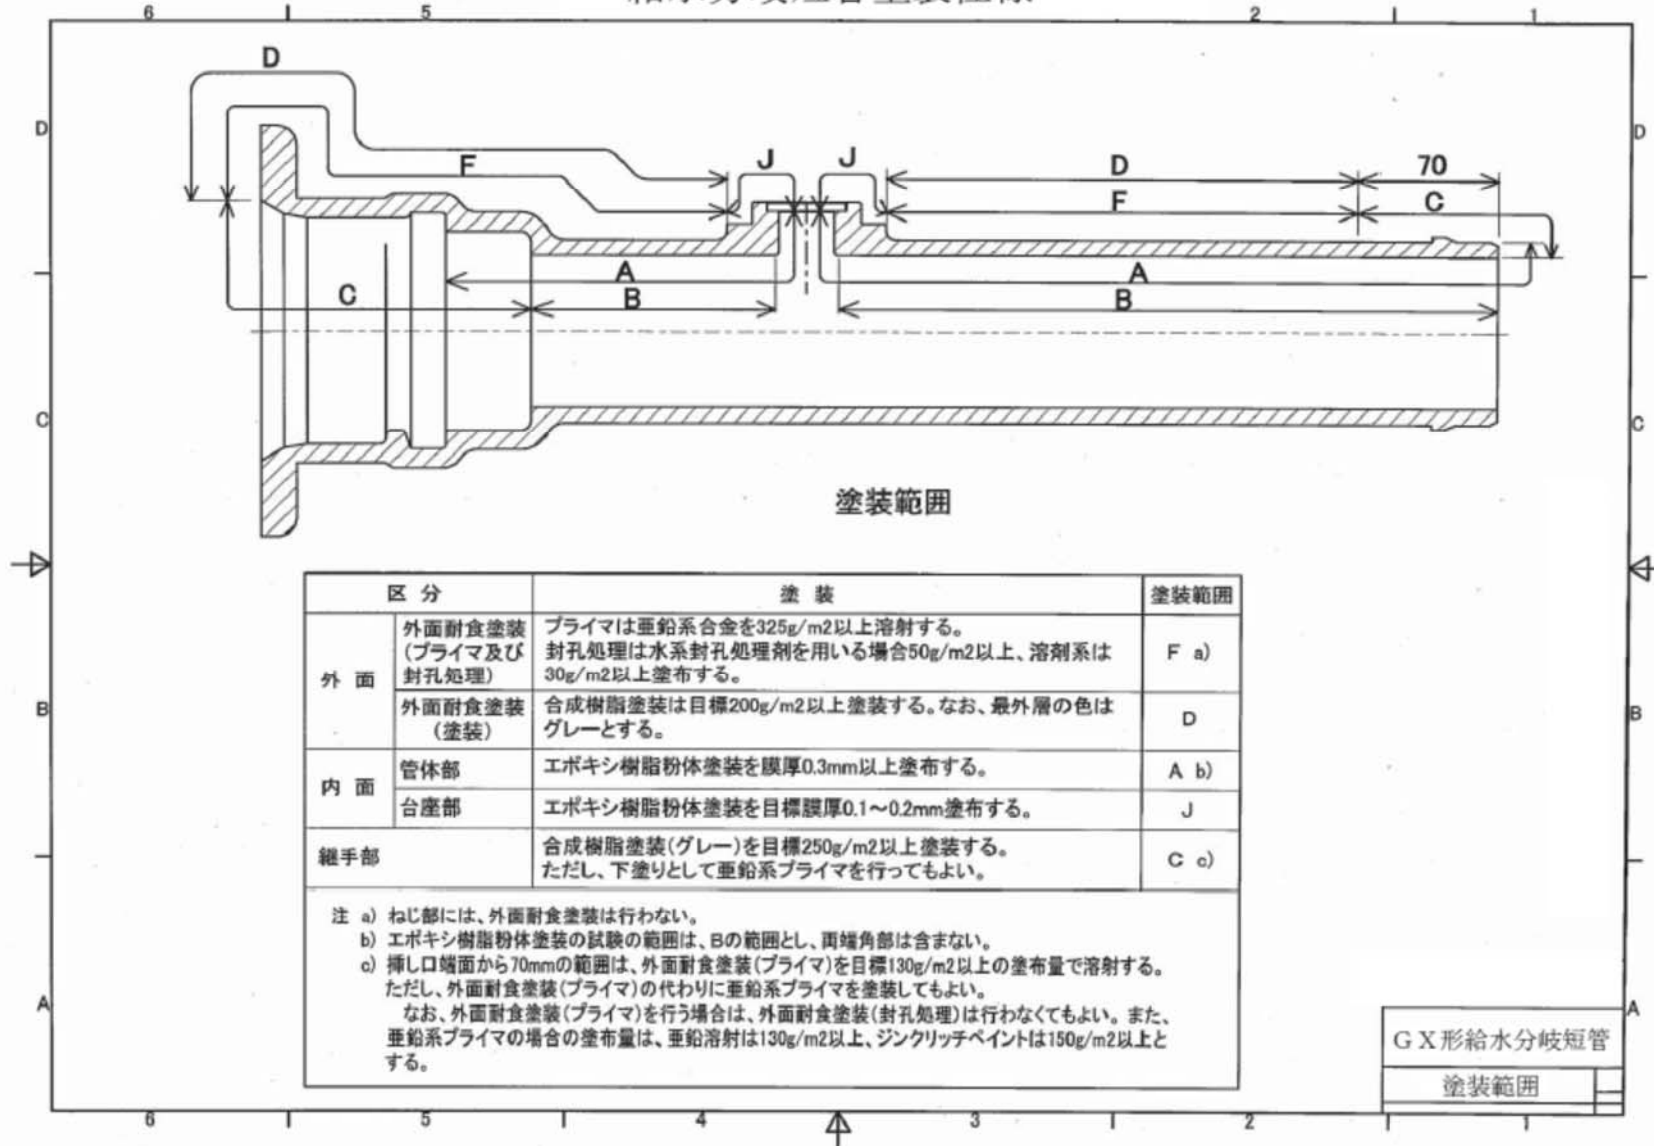 6 5 2 1
D
D
F
J
J
D
70
F
C
D
D
A
A
C
B
B
C
C
塗装範囲
区 分
塗 装
塗装範囲
外 面
外面耐食塗装
(プライマ及び
封孔処理)
プライマは亜鉛系合金を325g/m2以上溶射する。
封孔処理は水系封孔処理剤を用いる場合50g/m2以上、溶剤系は
30g/m2以上塗布する。
F a)
外面耐食塗装
(塗装)
合成樹脂塗装は目標200g/m2以上塗装する。なお、最外層の色は
グレーとする。
D
B
B
内 面
管体部
エポキシ樹脂粉体塗装を膜厚0.3mm以上塗布する。
A b)
台座部
エポキシ樹脂粉体塗装を目標膜厚0.1～0.2mm塗布する。
J
継手部
合成樹脂塗装(グレー)を目標250g/m2以上塗装する。
ただし、下塗りとして亜鉛系プライマを行ってもよい。
C c)
注 a) ねじ部には、外面耐食塗装は行わない。
b) エポキシ樹脂粉体塗装の試験の範囲は、Bの範囲とし、両端角部は含まない。
c) 挿し口端面から70mmの範囲は、外面耐食塗装(プライマ)を目標130g/m2以上の塗布量で溶射する。
ただし、外面耐食塗装(プライマ)の代わりに亜鉛系プライマを塗装してもよい。
なお、外面耐食塗装(プライマ)を行う場合は、外面耐食塗装(封孔処理)は行わなくてもよい。また、
亜鉛系プライマの場合の塗布量は、亜鉛溶射は130g/m2以上、ジンクリッチペイントは150g/m2以上と
する。
A
A
GX形給水分岐短管
塗装範囲
6 5 4 3 2 1